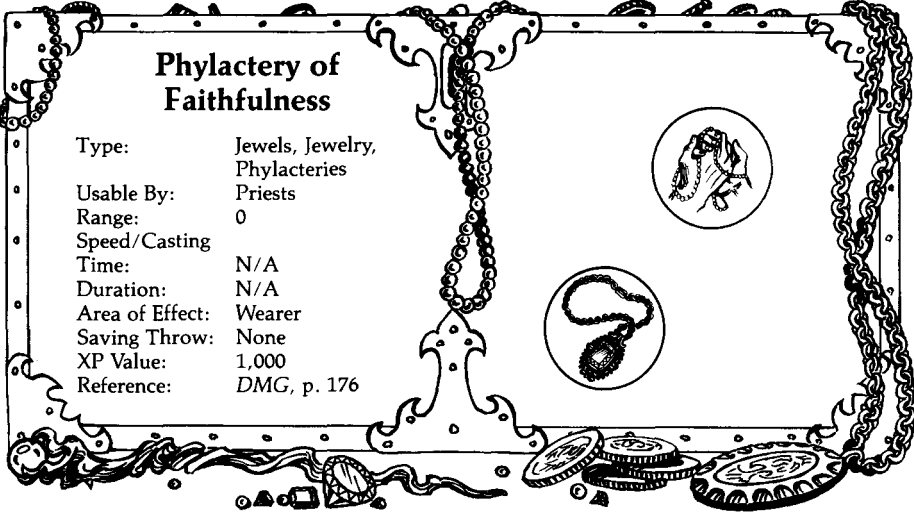 Phylactery of
Faithfulness
Type: Jewels, Jewelry,
Phylacteries
Usable By: Priests
Range: 0
Speed/Casting
Time: N/A
Duration: N/A
Area of Effect: Wearer
Saving Throw: None
XP Value: 1,000
Reference: DMG, p. 176